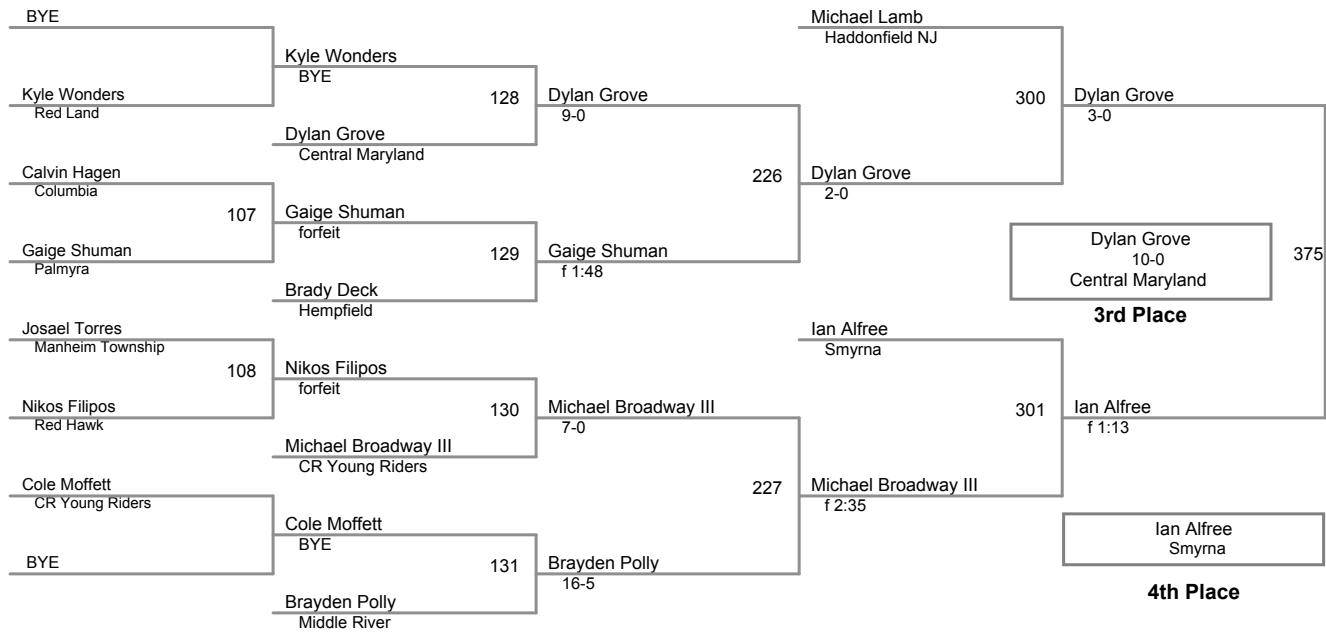 BYE
Kyle Wonders
Red Land
Calvin Hagen
Columbia
107
Gaige Shuman
Palmyra
Josael Torres
Manheim Township
108
Nikos Filipos
Red Hawk
Cole Moffett
CR Young Riders
BYE
Kyle Wonders
BYE
128
Dylan Grove
Central Maryland
Gaige Shuman
forfeit
129
Brady Deck
Hempfield
Nikos Filipos
forfeit
130
Michael Broadway III
CR Young Riders
Cole Moffett
BYE
131
Brayden Polly
Middle River
Dylan Grove
9-0
226
Gaige Shuman
f 1:48
Michael Broadway III
7-0
227
Brayden Polly
16-5
Michael Lamb
Haddonfield NJ
300
Dylan Grove
2-0
Ian Alfree
Smyrna
301
Michael Broadway III
f 2:35
Dylan Grove
3-0
375
Ian Alfree
f 1:13
Dylan Grove
10-0
Central Maryland
3rd Place
Ian Alfree
Smyrna
4th Place